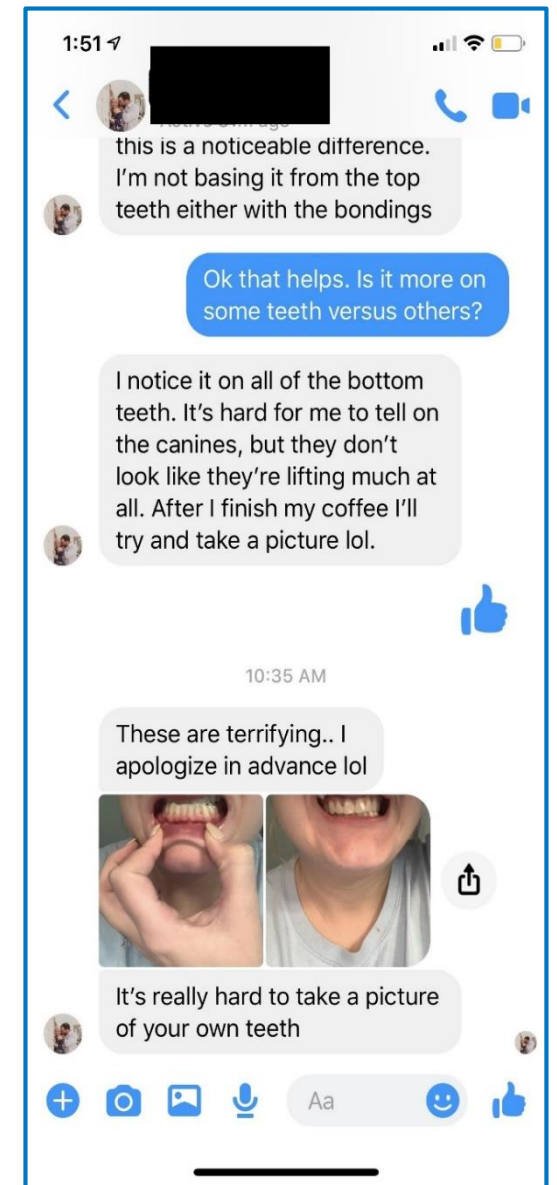 1:51
this is a noticeable difference.
I'm not basing it from the top
teeth either with the bondings
Ok that helps. Is it more on
some teeth versus others?
I notice it on all of the bottom
teeth. It's hard for me to tell on
the canines, but they don't
look like they're lifting much at
all. After I finish my coffee I'll
try and take a picture lol.
10:35 AM
These are terrifying.. I
apologize in advance lol
It's really hard to take a picture
of your own teeth
Aa